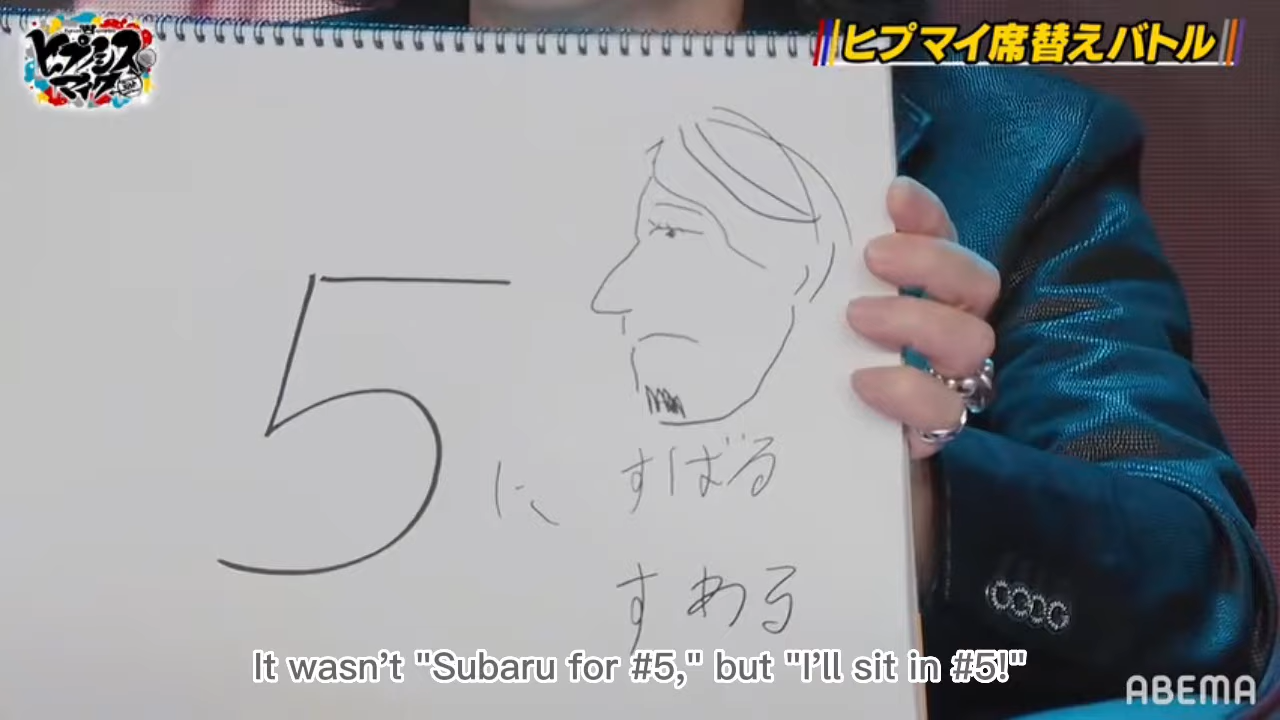 ヒプノシスマイク
ヒプマイ席替えバトル
5に すばる
すある
It wasn't "Subaru for #5," but "I'll sit in #5!"
ABEMA